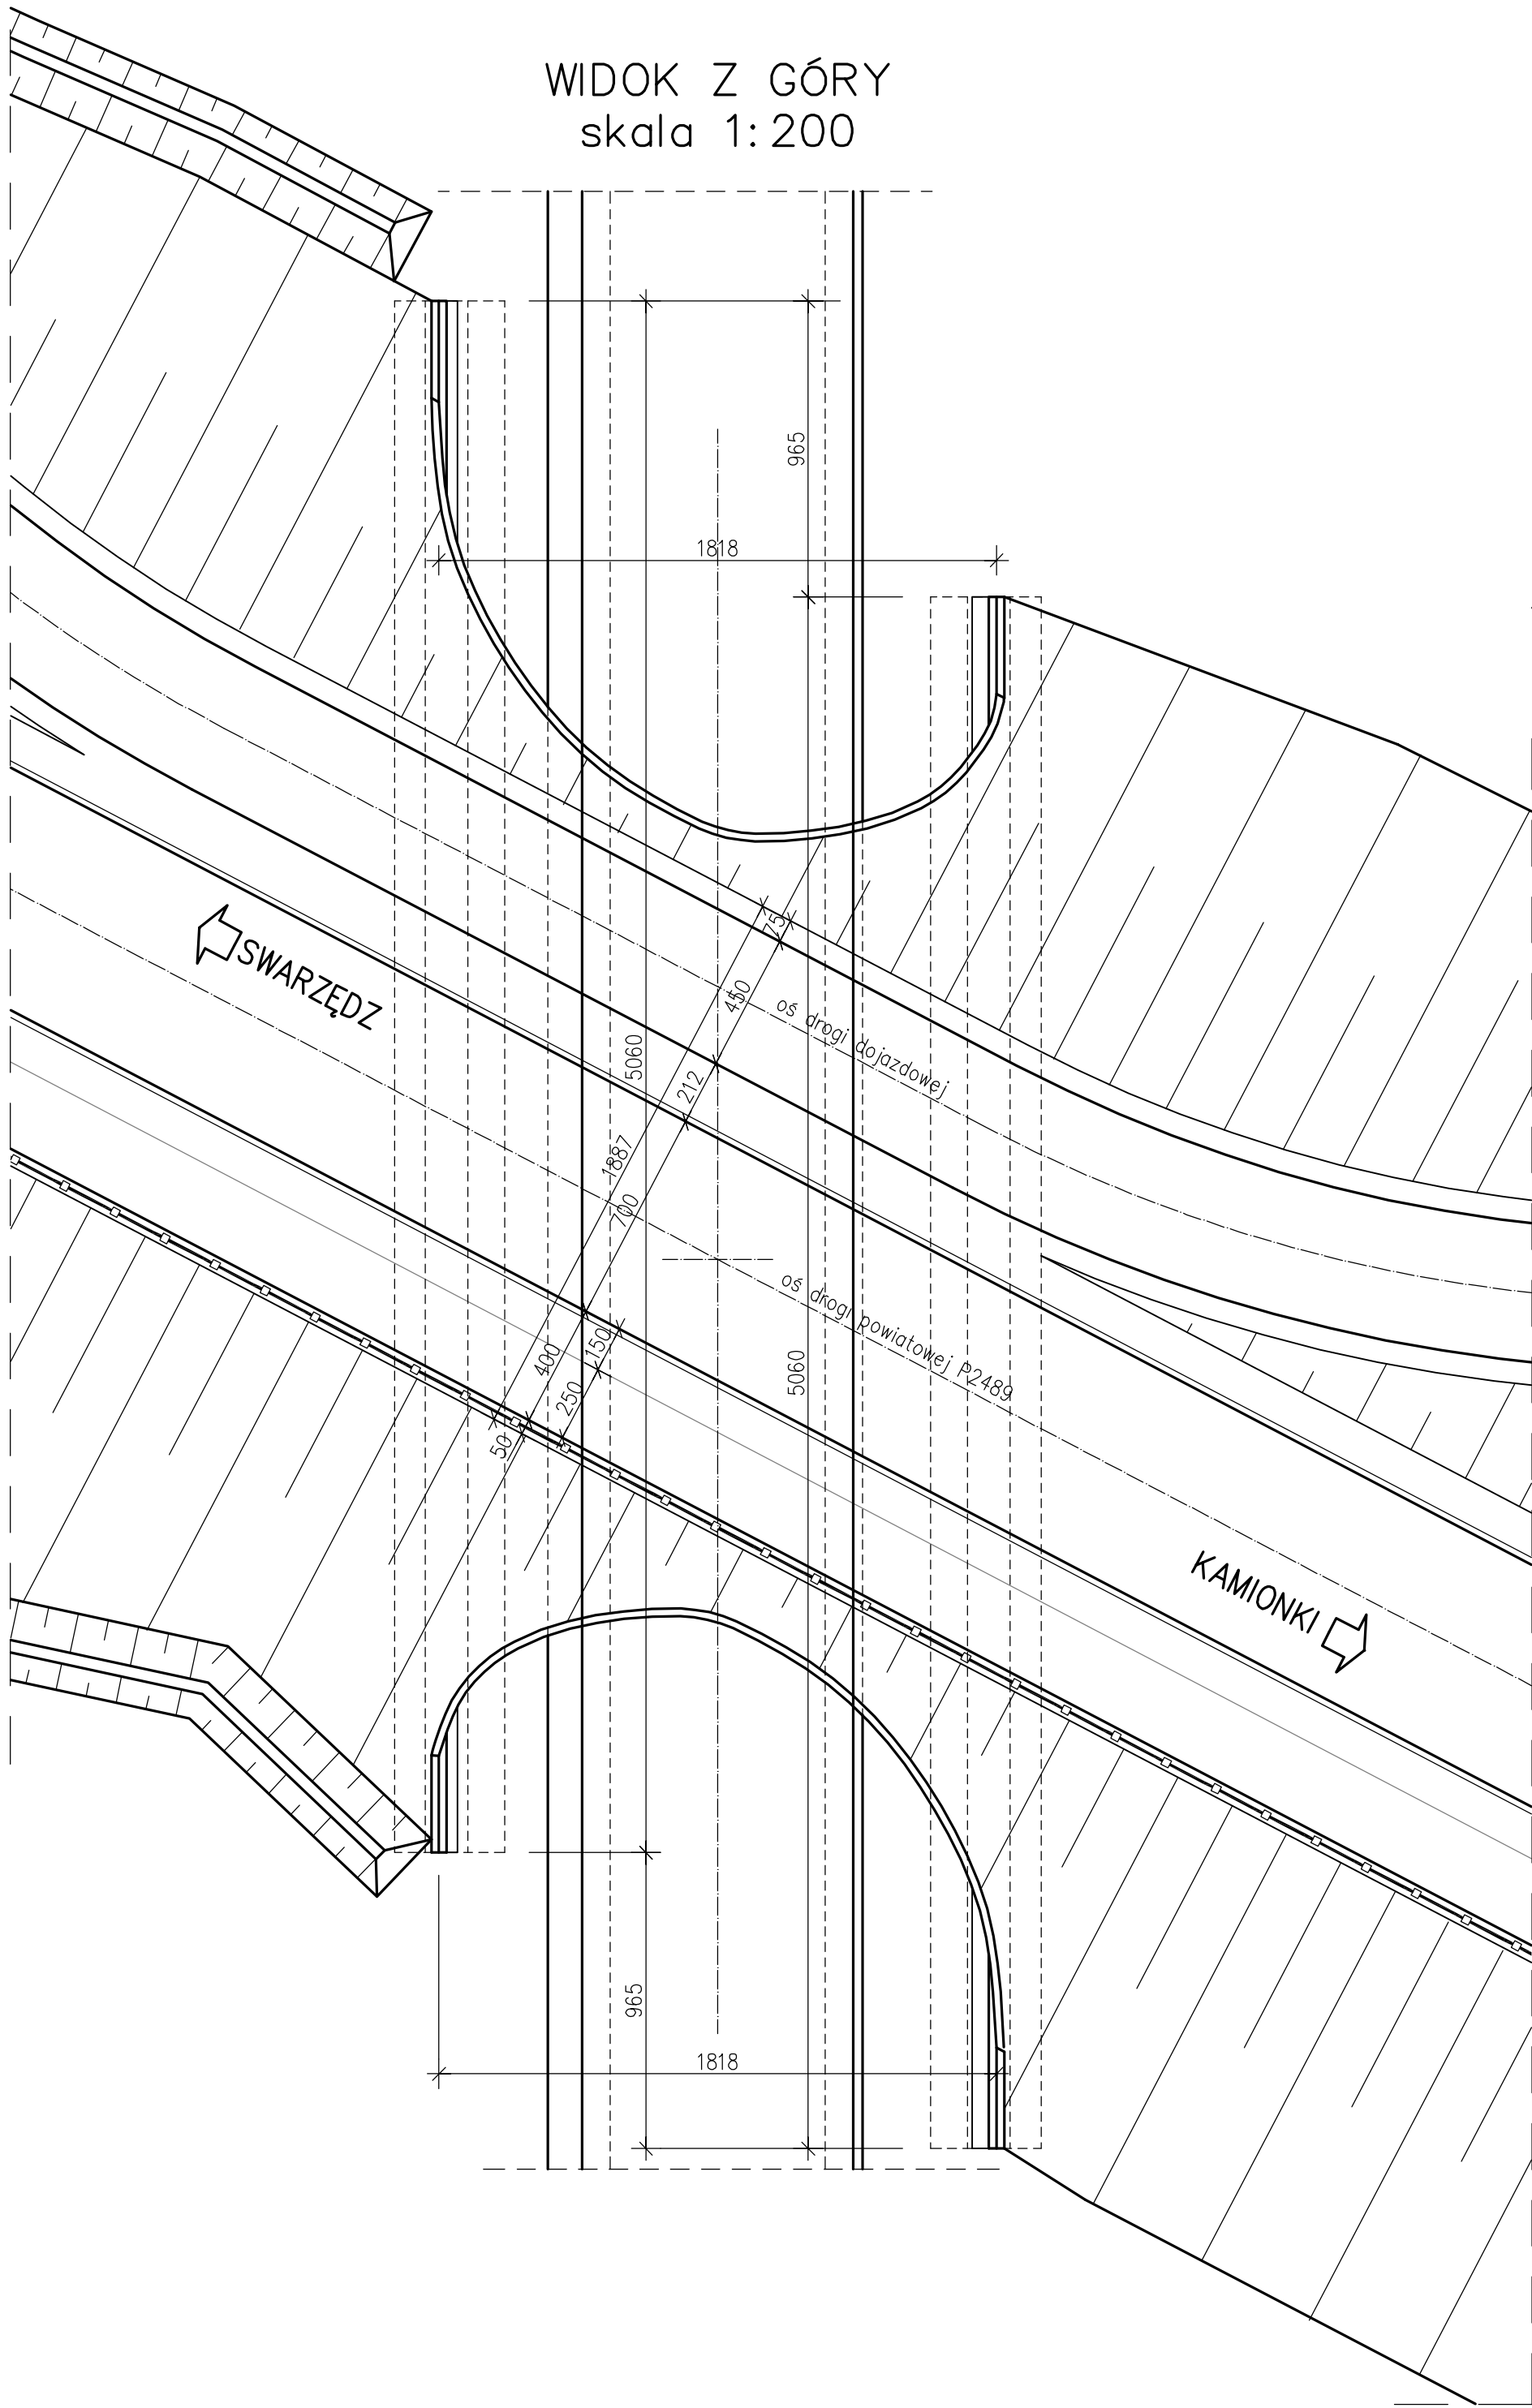 WIDOK Z GÓRY
skala 1:200
965
1818
75
450
oś drogi dojazdowej
5060
212
SWARZĘDZ
1887
700
oś drogi powiatowej P2489
150
400
5060
250
50
KAMIONKI
965
1818